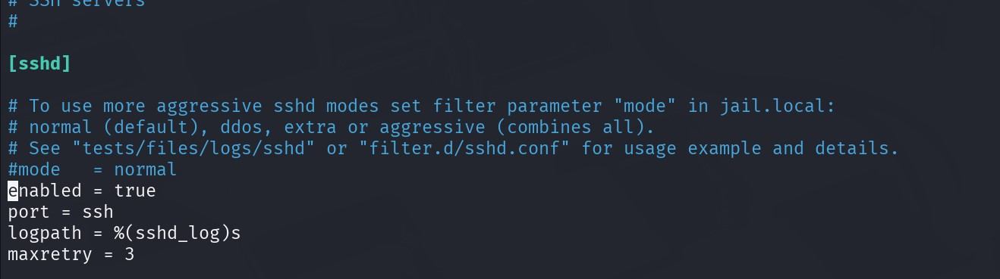 # SSH servers
#
[sshd]
# To use more aggressive sshd modes set filter parameter "mode" in jail.local:
# normal (default), ddos, extra or aggressive (combines all).
# See "tests/files/logs/sshd" or "filter.d/sshd.conf" for usage example and details.
#mode   = normal
enabled = true
port = ssh
logpath = %(sshd_log)s
maxretry = 3